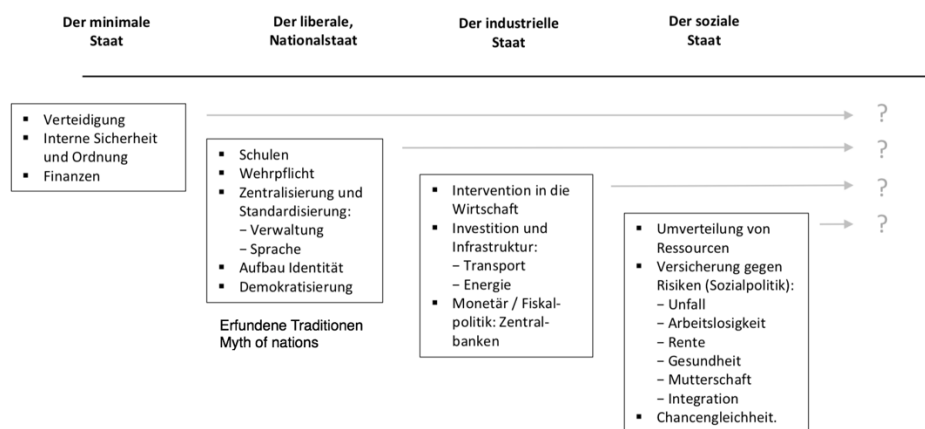 Der minimale
Staat
Der liberale,
Nationalstaat
Der industrielle
Staat
Der soziale
Staat
▪ Verteidigung
▪ Interne Sicherheit
und Ordnung
▪ Finanzen
?
▪ Schulen
▪ Wehrpflicht
▪ Zentralisierung und
Standardisierung:
– Verwaltung
– Sprache
▪ Aufbau Identität
▪ Demokratisierung
?
Erfundene Traditionen
Myth of nations
▪ Intervention in die
Wirtschaft
▪ Investition und
Infrastruktur:
– Transport
– Energie
▪ Monetär / Fiskal-
politik: Zentral-
banken
?
▪ Umverteilung von
Ressourcen
▪ Versicherung gegen
Risiken (Sozialpolitik):
– Unfall
– Arbeitslosigkeit
– Rente
– Gesundheit
– Mutterschaft
– Integration
▪ Chancengleichheit.
?